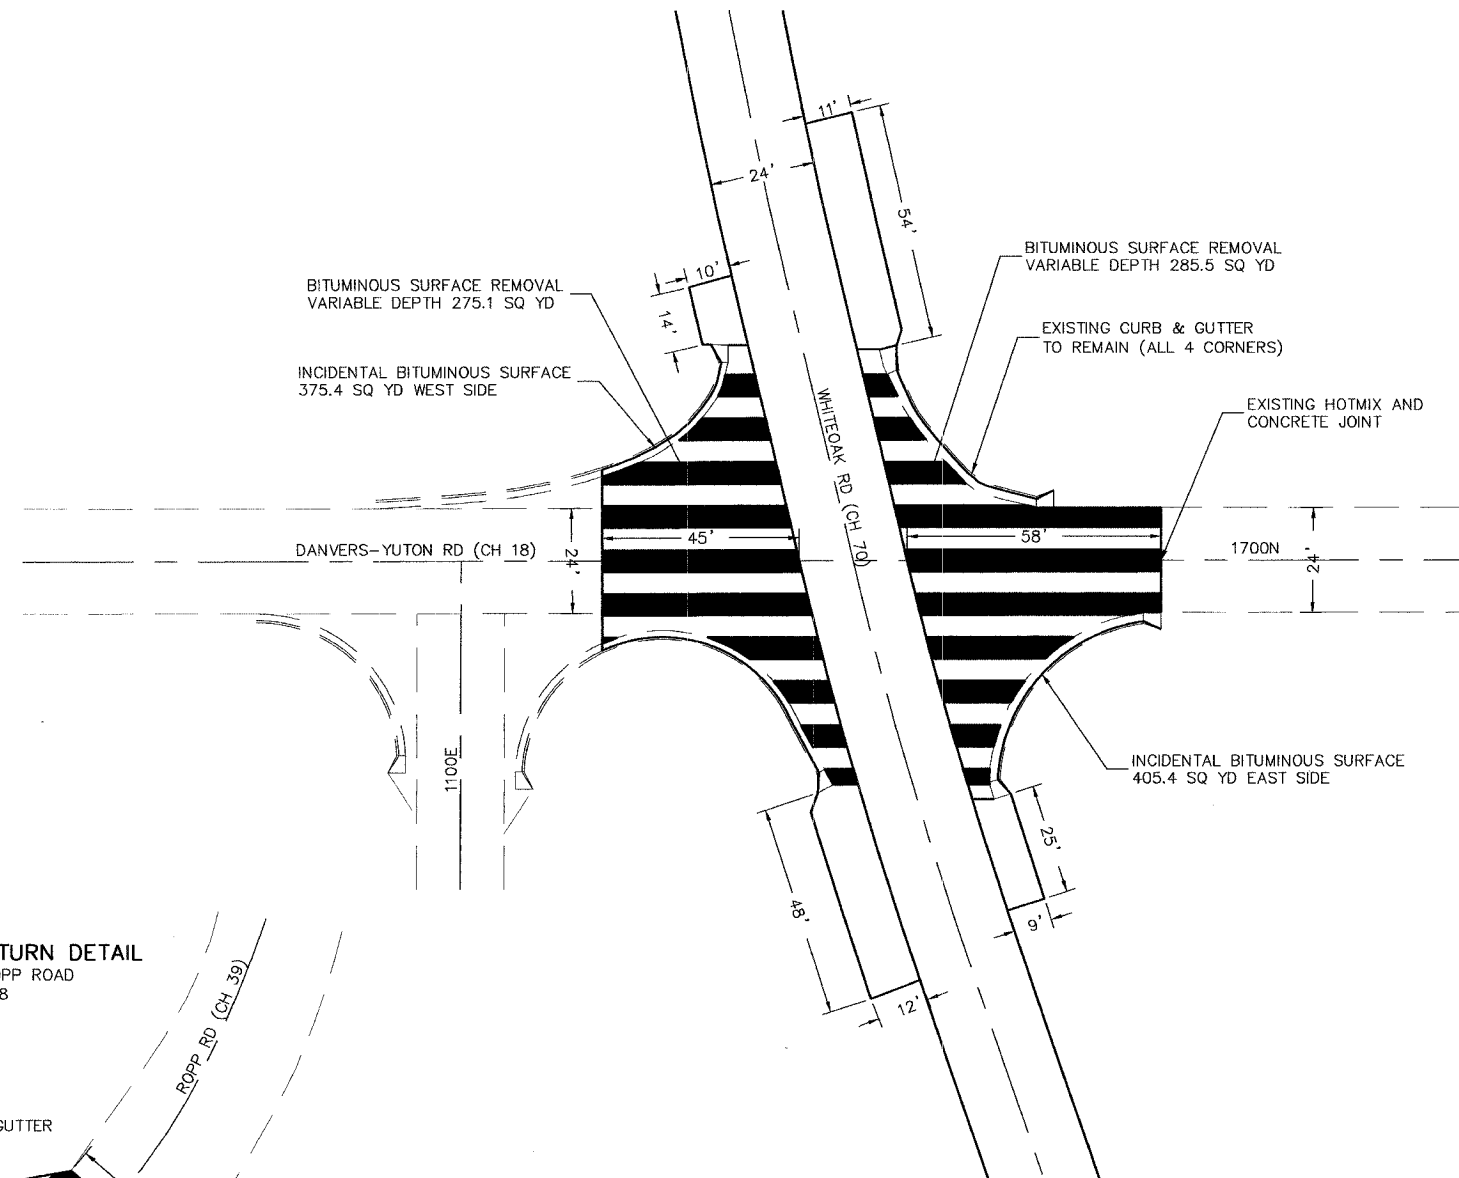 11'
24'
54'
BITUMINOUS SURFACE REMOVAL
VARIABLE DEPTH 285.5 SQ YD
10'
BITUMINOUS SURFACE REMOVAL
VARIABLE DEPTH 275.1 SQ YD
14'
EXISTING CURB & GUTTER
TO REMAIN (ALL 4 CORNERS)
INCIDENTAL BITUMINOUS SURFACE
375.4 SQ YD WEST SIDE
EXISTING HOTMIX AND
CONCRETE JOINT
WHITEOAK RD (CH 70)
DANVERS-YUTON RD (CH 18)
24'
45'
58'
1700N
24'
1100E
INCIDENTAL BITUMINOUS SURFACE
405.4 SQ YD EAST SIDE
25'
48'
9'
12'
TURN DETAIL
PP ROAD
8
ROPP RD (CH 39)
GUTTER